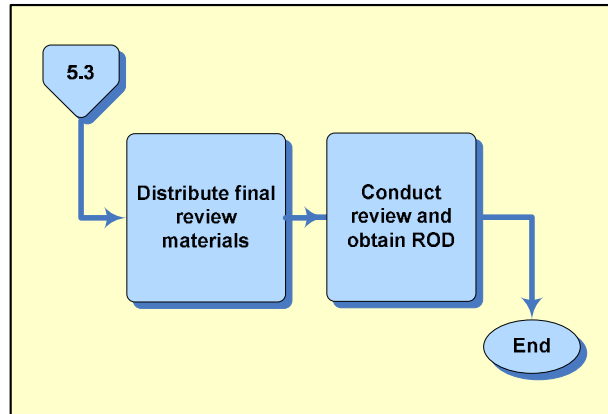 5.3
Distribute final
review
materials
Conduct
review and
obtain ROD
End